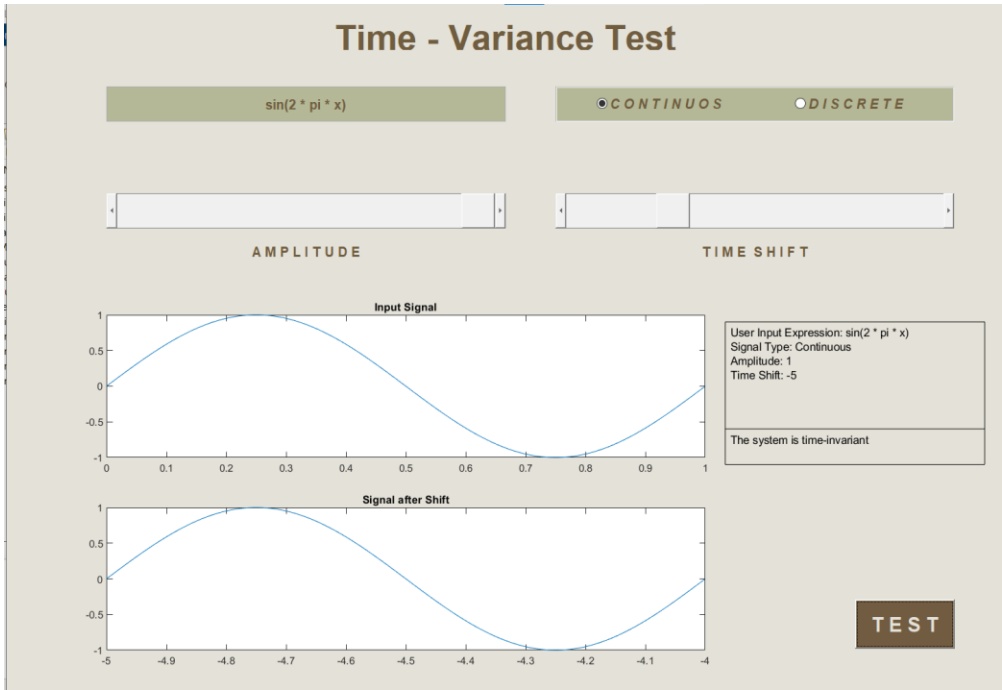 Time - Variance Test
sin(2 * pi * x)
CONTINUOS
DISCRETE
AMPLITUDE
TIME SHIFT
Input Signal
1
0.5
0
-0.5
-1
0 0.1 0.2 0.3 0.4 0.5 0.6 0.7 0.8 0.9 1
User Input Expression: sin(2 * pi * x)
Signal Type: Continuous
Amplitude: 1
Time Shift: -5
The system is time-invariant
Signal after Shift
1
0.5
0
-0.5
-1
-5 -4.9 -4.8 -4.7 -4.6 -4.5 -4.4 -4.3 -4.2 -4.1 -4
TEST